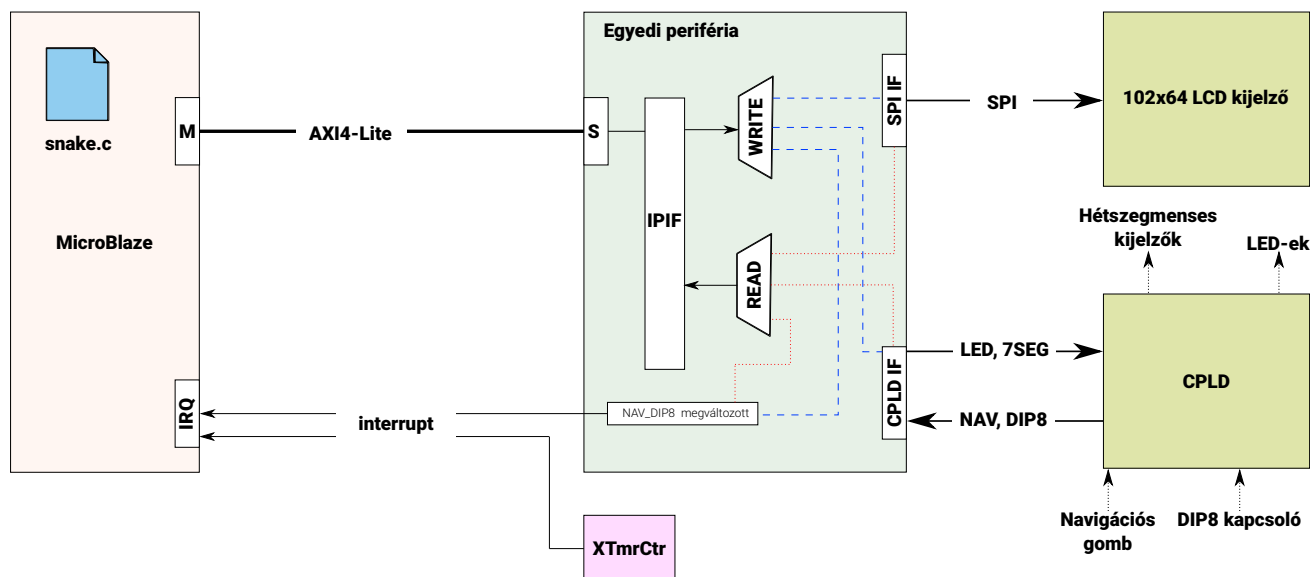 Egyedi periféria
snake.c
M
AXI4-Lite
S
WRITE
SPI IF
SPI
102x64 LCD kijelző
MicroBlaze
IPIF
READ
Hétszegmenses
kijelzők
LED-ek
LED, 7SEG
CPLD
CPLD IF
NAV, DIP8
IRQ
interrupt
NAV_DIP8 megváltozott
Navigációs
gomb
DIP8 kapcsoló
XTmrCtr